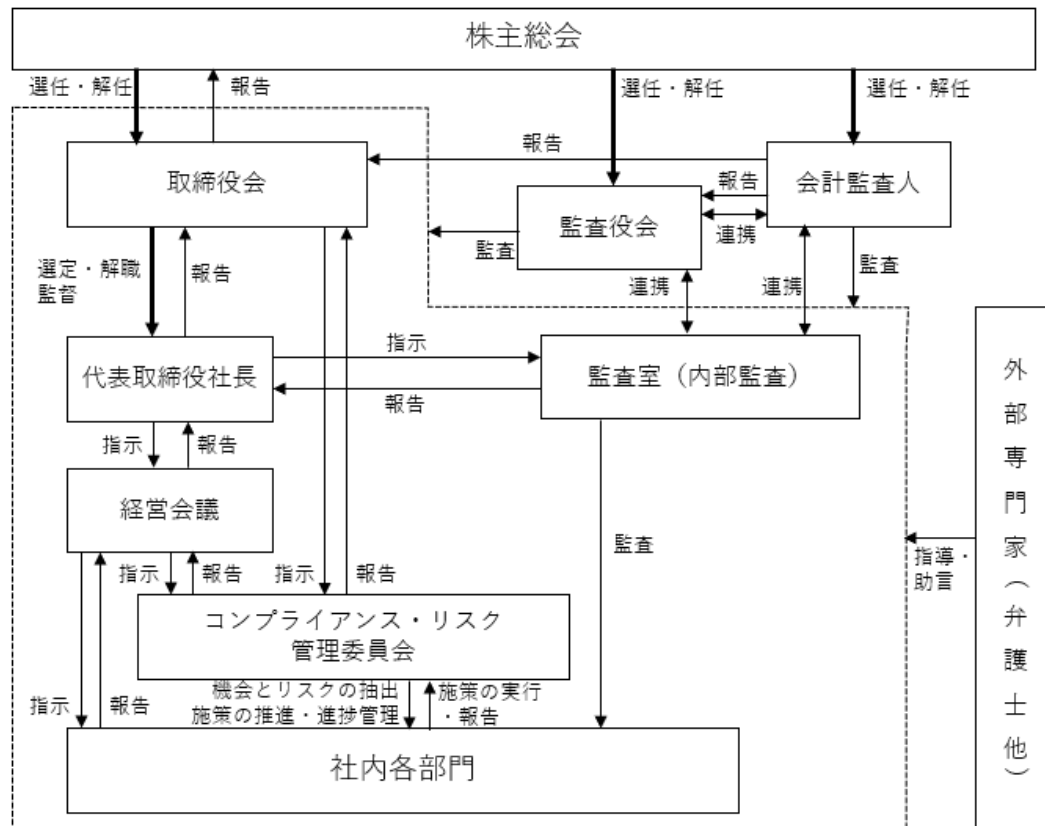 株主総会
選任・解任
報告
選任・解任
選任・解任
報告
取締役会
会計監査人
報告
監査役会
連携
監査
監査
選定・解職
監督
報告
連携
連携
指示
代表取締役社長
監査室（内部監査）
報告
指示
報告
経営会議
監査
指示
報告
指示
報告
コンプライアンス・リスク
管理委員会
機会とリスクの抽出
施策の推進・進捗管理
施策の実行
・報告
指示
報告
社内各部門
指導・
助言
外部専門家（弁護士他）